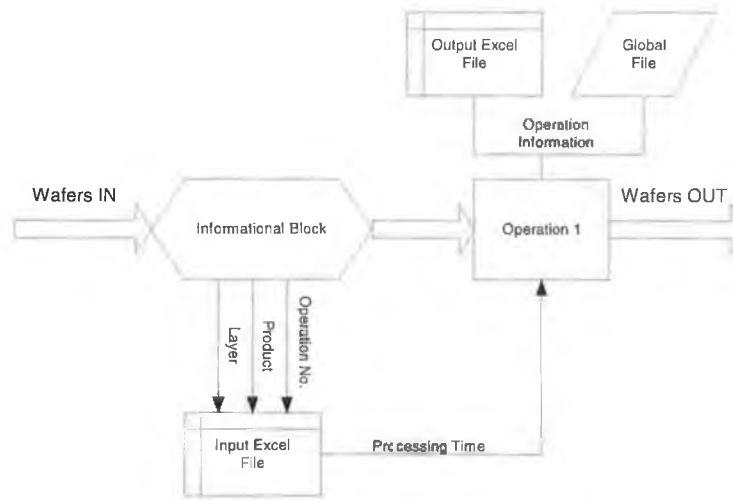 Output Excel
File
Global
File
Operation
Information
Wafers IN
Informational Block
Operation 1
Wafers OUT
Layer
Product
Operation No.
Input Excel
File
Processing Time